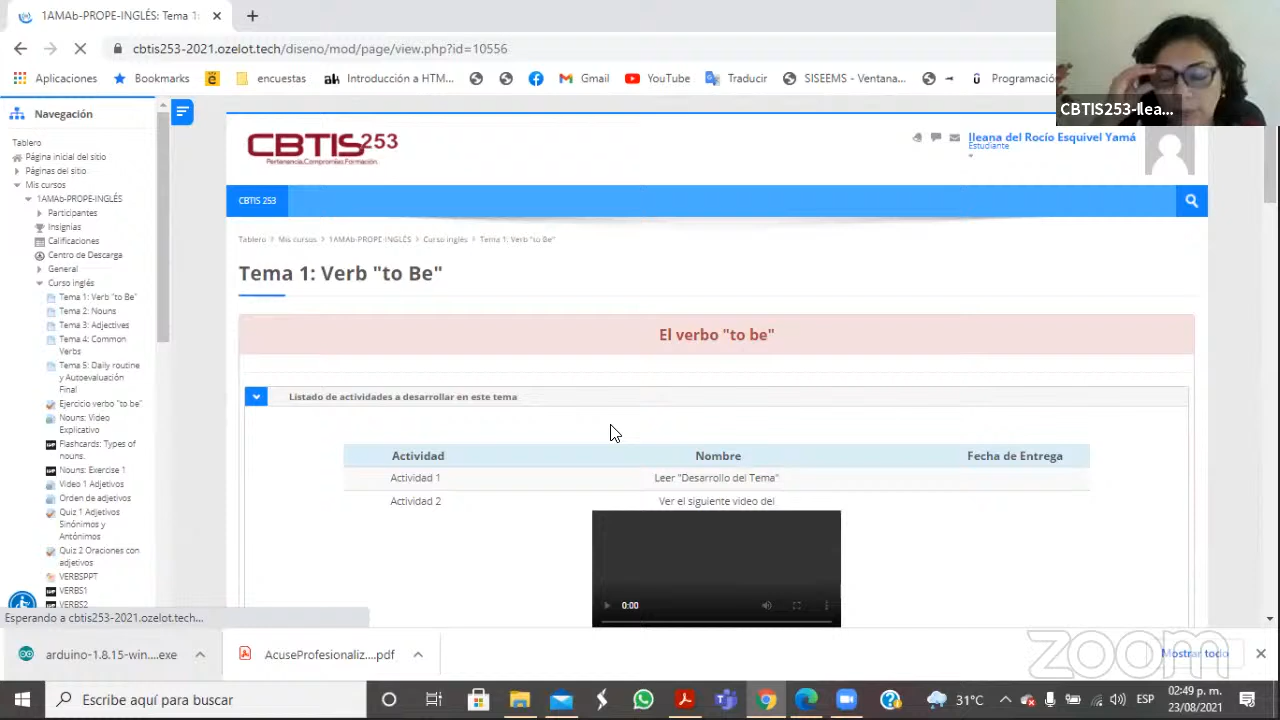 1AMAb-PROPE-INGLÉS: Tema 1:
cbtis253-2021.ozelot.tech/diseno/mod/page/view.php?id=10556
Aplicaciones
Bookmarks
encuestas
Introducción a HTM...
Gmail
YouTube
Traducir
SISEEMS - Ventana...
Programació
CBTIS253-Ilea...
Navegación
Tablero
Página inicial del sitio
Páginas del sitio
Mis cursos
1AMAb-PROPE-INGLÉS
Participantes
Insignias
Calificaciones
Centro de Descarga
General
Curso inglés
Tema 1: Verb "to Be"
Tema 2: Nouns
Tema 3: Adjectives
Tema 4: Common
Verbs
Tema 5: Daily routine
y Autoevaluación
Final
Ejercicio verbo "to be"
Nouns: Video
Explicativo
Flashcards: Types of
nouns.
Nouns: Exercise 1
Video 1 Adjetivos
Orden de adjetivos
Quiz 1 Adjetivos
Sinónimos y
Antónimos
Quiz 2 Oraciones con
adjetivos
VERBSPPT
VERBS1
VERBS2
Esperando a cbtis253-2021.ozelot.tech...
CBTIS253
Pertenencia,Compromiso,Formación.
Ileana del Rocío Esquivel Yamá
Estudiante
CBTIS 253
Tablero
Mis cursos
1AMAb-PROPE-INGLÉS
Curso inglés
Tema 1: Verb "to Be"
Tema 1: Verb "to Be"
El verbo "to be"
Listado de actividades a desarrollar en este tema
Actividad Nombre Fecha de Entrega
Actividad 1 Leer "Desarrollo del Tema"
Actividad 2 Ver el siguiente video del
0:00
arduino-1.8.15-win....exe
AcuseProfesionaliz....pdf
Mostrar todo
zoom
Escribe aquí para buscar
31°C
ESP
02:49 p. m.
23/08/2021